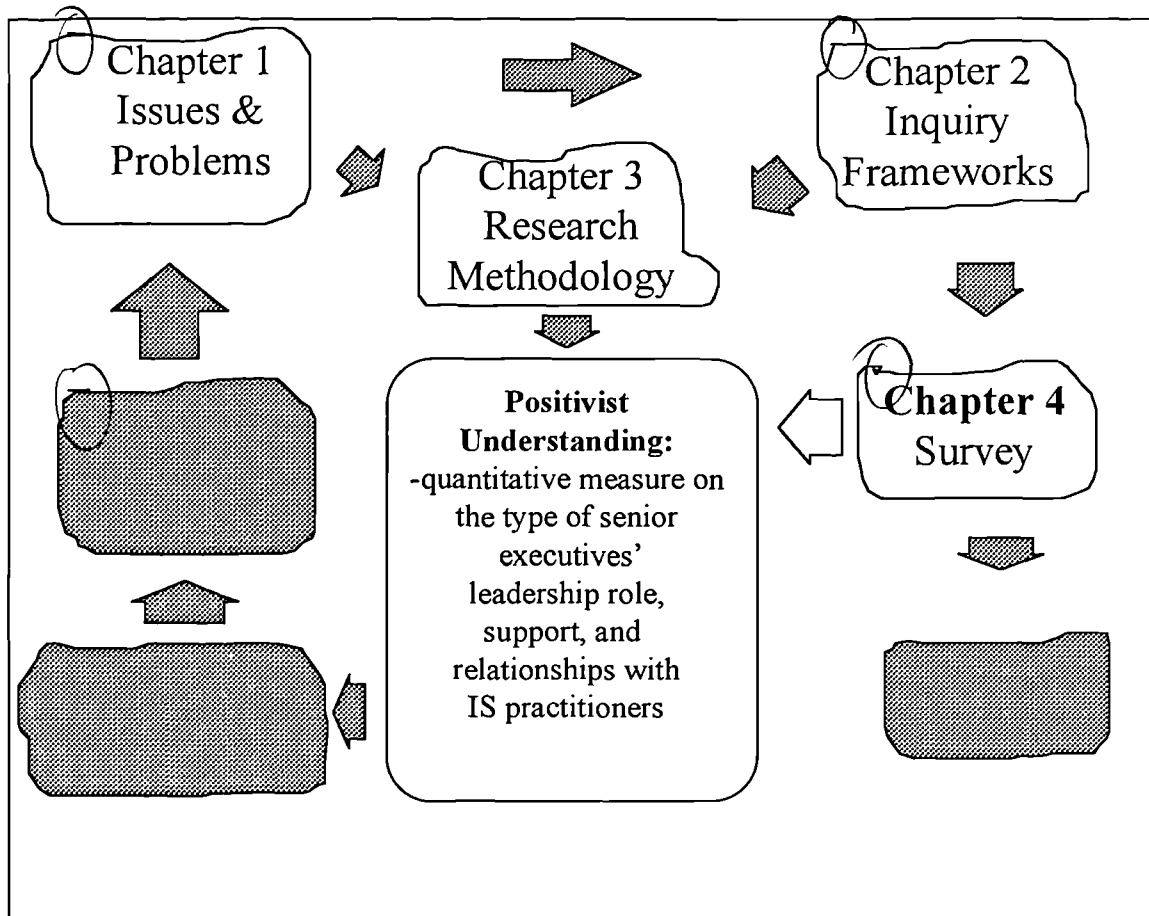 Chapter 1
Issues &
Problems
Chapter 2
Inquiry
Frameworks
Chapter 3
Research
Methodology
Positivist
Understanding:
-quantitative measure on
the type of senior
executives’
leadership role,
support, and
relationships with
IS practitioners
Chapter 4
Survey